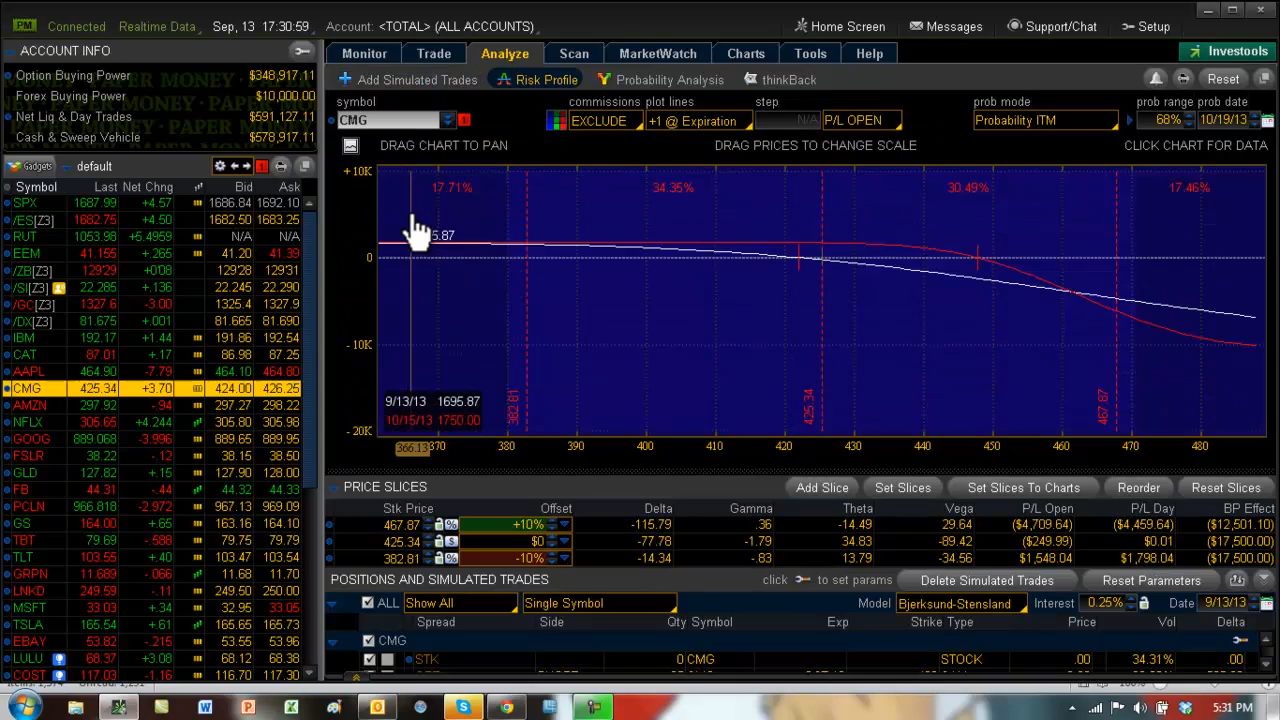 PM Connected Realtime Data Sep, 13 17:30:59 Account: <TOTAL> (ALL ACCOUNTS) Home Screen Messages Support/Chat Setup
ACCOUNT INFO
Option Buying Power $348,917.11
Forex Buying Power $10,000.00
Net Liq & Day Trades $591,127.11
Cash & Sweep Vehicle $578,917.11
Monitor Trade Analyze Scan MarketWatch Charts Tools Help Investools
Add Simulated Trades Risk Profile Probability Analysis thinkBack Reset
symbol commissions plot lines step prob mode prob range prob date
CMG 1 EXCLUDE +1 @ Expiration N/A P/L OPEN Probability ITM 68% 10/19/13
DRAG CHART TO PAN DRAG PRICES TO CHANGE SCALE CLICK CHART FOR DATA
Gadgets default 1
Symbol Last Net Chng Bid Ask
SPX 1687.99 +4.57 1686.84 1692.10
/ES[Z3] 1682.75 +4.50 1682.50 1683.25
RUT 1053.98 +5.4959 N/A N/A
EEM 41.155 +.265 41.20 41.39
/ZB[Z3] 129'29 +0'08 129'28 129'31
/SI[Z3] 22.285 +.136 22.245 22.290
/GC[Z3] 1327.6 -3.00 1325.4 1327.9
/DX[Z3] 81.675 +.001 81.665 81.690
IBM 192.17 +1.44 191.86 192.54
CAT 87.01 +.17 86.98 87.25
AAPL 464.90 -7.79 464.10 464.80
CMG 425.34 +3.70 424.00 426.25
AMZN 297.92 -.94 297.27 298.22
NFLX 305.65 +4.244 305.80 305.98
GOOG 889.068 -3.996 889.65 889.95
FSLR 38.22 -.12 38.15 38.50
GLD 127.82 +.15 127.90 128.00
FB 44.31 -.44 44.32 44.33
PCLN 966.818 -2.972 967.13 969.09
GS 164.00 +.65 163.16 164.10
TBT 79.69 -.588 79.75 79.79
TLT 103.55 +.40 103.47 103.54
GRPN 11.689 -.066 11.68 11.70
LNKD 249.59 -.11 249.50 250.00
MSFT 33.03 +.34 32.95 33.05
TSLA 165.54 +.61 165.65 165.73
EBAY 53.82 -.215 53.55 53.96
LULU 68.37 +3.08 68.12 68.38
COST 117.03 -1.16 116.70 117.30
+10K 17.71% 34.35% 30.49% 17.46%
5.87
0
-10K
9/13/13 1695.87
10/15/13 1750.00
382.81 425.34 467.87
-20K
366.13 370 380 390 400 410 420 430 440 450 460 470 480
PRICE SLICES Add Slice Set Slices Set Slices To Charts Reorder Reset Slices
Stk Price Offset Delta Gamma Theta Vega P/L Open P/L Day BP Effect
467.87 % +10% -115.79 .36 -14.49 29.64 ($4,709.64) ($4,459.64) ($12,501.10)
425.34 $ $0 -77.78 -1.79 34.83 -89.42 ($249.99) $0.01 ($17,500.00)
382.81 % -10% -14.34 -.83 13.79 -34.56 $1,548.04 $1,798.04 ($17,500.00)
POSITIONS AND SIMULATED TRADES click to set params Delete Simulated Trades Reset Parameters
ALL Show All Single Symbol Model Bjerksund-Stensland Interest 0.25% Date 9/13/13
Spread Side Qty Symbol Exp Strike Type Price Vol Delta
CMG
STK 0 CMG STOCK .00 34.31% .00
5:31 PM